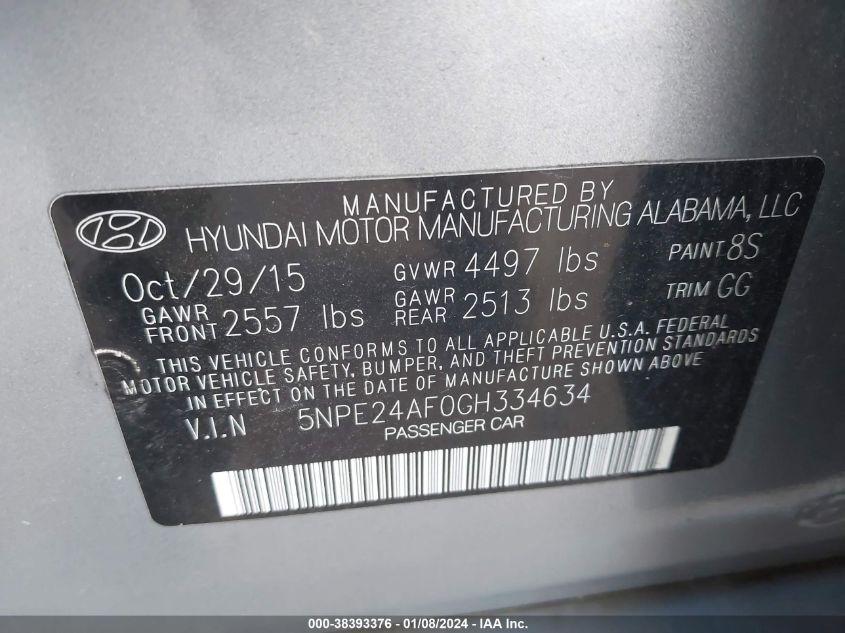 MANUFACTURED BY
HYUNDAI MOTOR MANUFACTURING ALABAMA, LLC
Oct/29/15 GVWR 4497 lbs PAINT 8S
GAWR FRONT 2557 lbs GAWR REAR 2513 lbs TRIM GG
THIS VEHICLE CONFORMS TO ALL APPLICABLE U.S.A. FEDERAL
MOTOR VEHICLE SAFETY, BUMPER, AND THEFT PREVENTION STANDARDS
IN EFFECT ON THE DATE OF MANUFACTURE SHOWN ABOVE
V.I.N 5NPE24AF0GH334634
PASSENGER CAR
000-38393376 - 01/08/2024 - IAAI Inc.